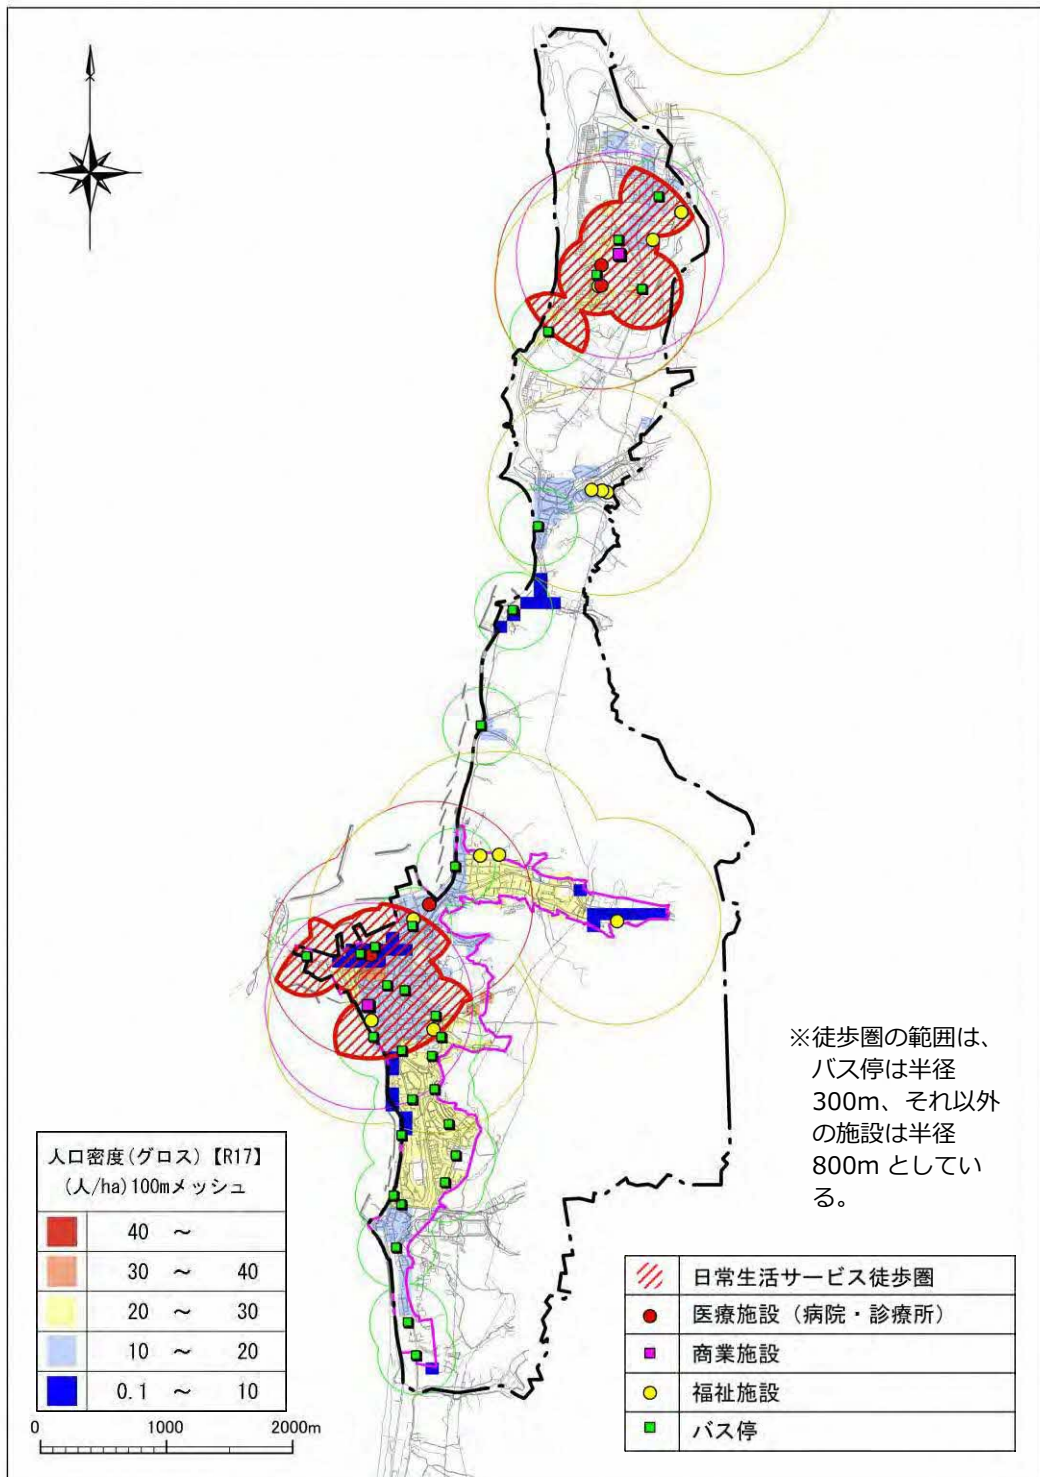 ※徒歩圏の範囲は、
バス停は半径
300m、それ以外
の施設は半径
800m としてい
る。
人口密度(グロス)【R17】
(人/ha)100mメッシュ
40 ～
30 ～ 40
20 ～ 30
10 ～ 20
0.1 ～ 10
0 1000 2000m
日常生活サービス徒歩圏
医療施設（病院・診療所）
商業施設
福祉施設
バス停